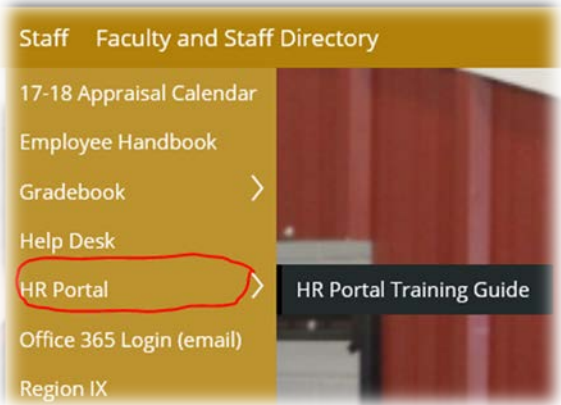 Staff Faculty and Staff Directory
17-18 Appraisal Calendar
Employee Handbook
Gradebook
Help Desk
HR Portal
HR Portal Training Guide
Office 365 Login (email)
Region IX